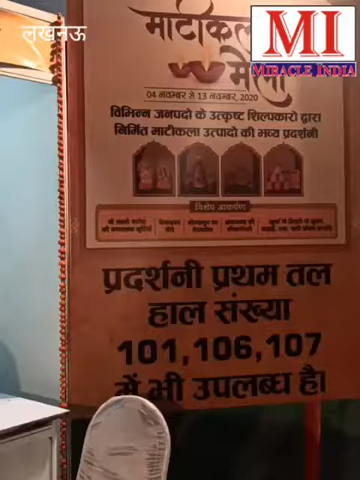 लखनऊ
MI
MIRACLE INDIA
माटीकला
मेला
04 नवम्बर से 13 नवम्बर, 2020
विभिन्न जनपदो के उत्कृष्ट शिल्पकारो द्वारा
निर्मित माटीकला उत्पादो की भव्य प्रदर्शनी
विशेष आकर्षण
प्रदर्शनी प्रथम तल
हाल संख्या
101,106,107
में भी उपलब्ध है।